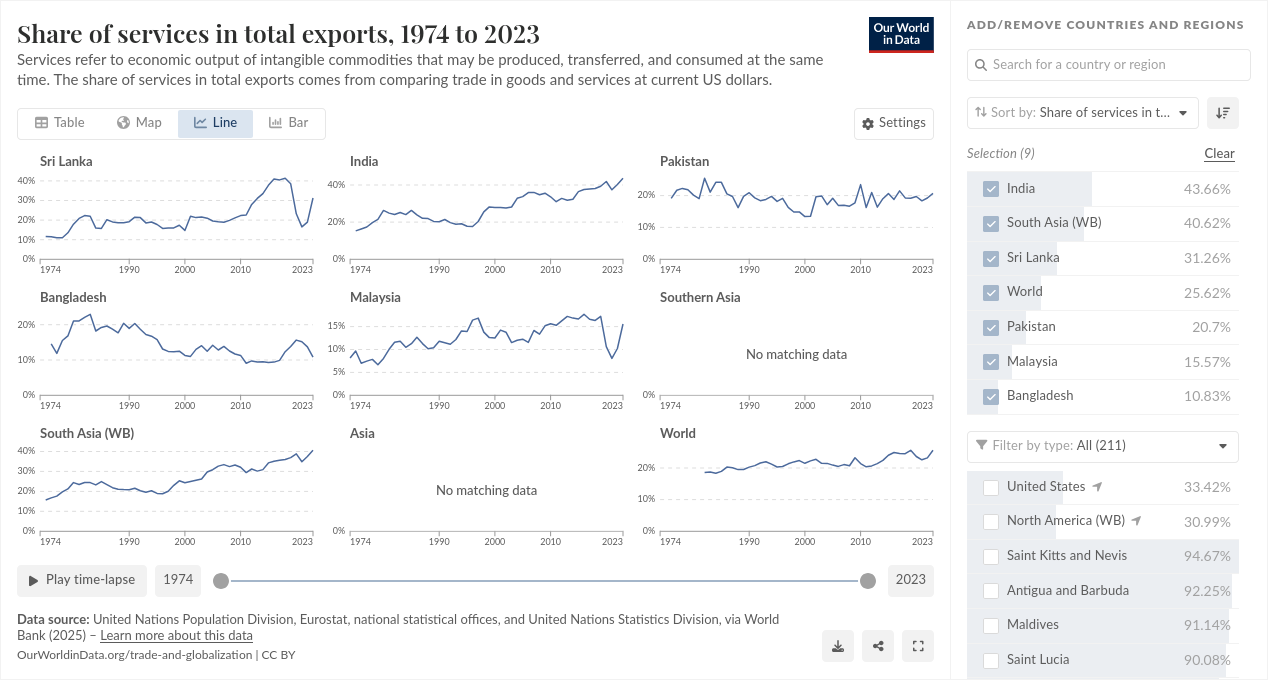 Share of services in total exports, 1974 to 2023
Services refer to economic output of intangible commodities that may be produced, transferred, and consumed at the same
time. The share of services in total exports comes from comparing trade in goods and services at current US dollars.
Our World
in Data
Table
Map
Line
Bar
Settings
Sri Lanka
40%
30%
20%
10%
0%
1974
1990
2000
2010
2023
India
40%
20%
0%
1974
1990
2000
2010
2023
Pakistan
20%
10%
0%
1974
1990
2000
2010
2023
Bangladesh
20%
10%
0%
1974
1990
2000
2010
2023
Malaysia
15%
10%
5%
0%
1974
1990
2000
2010
2023
Southern Asia
No matching data
0%
1974
1990
2000
2010
2023
South Asia (WB)
40%
30%
20%
10%
0%
1974
1990
2000
2010
2023
Asia
No matching data
0%
1974
1990
2000
2010
2023
World
20%
10%
0%
1974
1990
2000
2010
2023
Play time-lapse
1974
2023
Data source: United Nations Population Division, Eurostat, national statistical offices, and United Nations Statistics Division, via World
Bank (2025) – Learn more about this data
OurWorldinData.org/trade-and-globalization | CC BY
ADD/REMOVE COUNTRIES AND REGIONS
Search for a country or region
Sort by: Share of services in t...
Selection (9)
Clear
India 43.66%
South Asia (WB) 40.62%
Sri Lanka 31.26%
World 25.62%
Pakistan 20.7%
Malaysia 15.57%
Bangladesh 10.83%
Filter by type: All (211)
United States 33.42%
North America (WB) 30.99%
Saint Kitts and Nevis 94.67%
Antigua and Barbuda 92.25%
Maldives 91.14%
Saint Lucia 90.08%